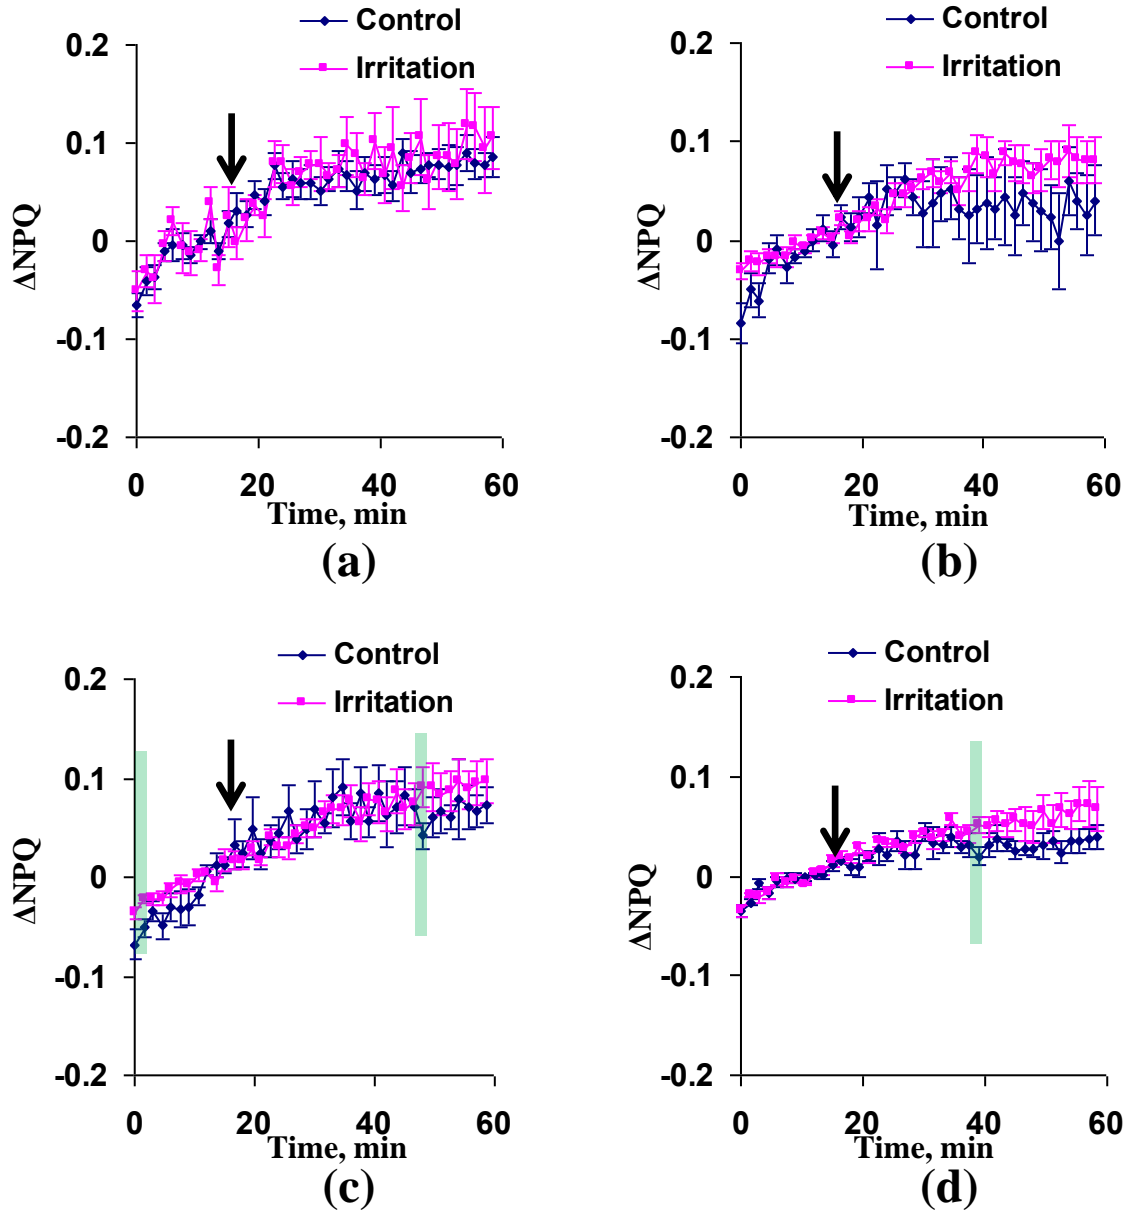 Control
Irritation
0.2
0.1
0
-0.1
-0.2
ΔNPQ
0 20 40 60
Time, min
(a)
Control
Irritation
0.2
0.1
0
-0.1
-0.2
ΔNPQ
0 20 40 60
Time, min
(b)
Control
Irritation
0.2
0.1
0
-0.1
-0.2
ΔNPQ
0 20 40 60
Time, min
(c)
Control
Irritation
0.2
0.1
0
-0.1
-0.2
ΔNPQ
0 20 40 60
Time, min
(d)